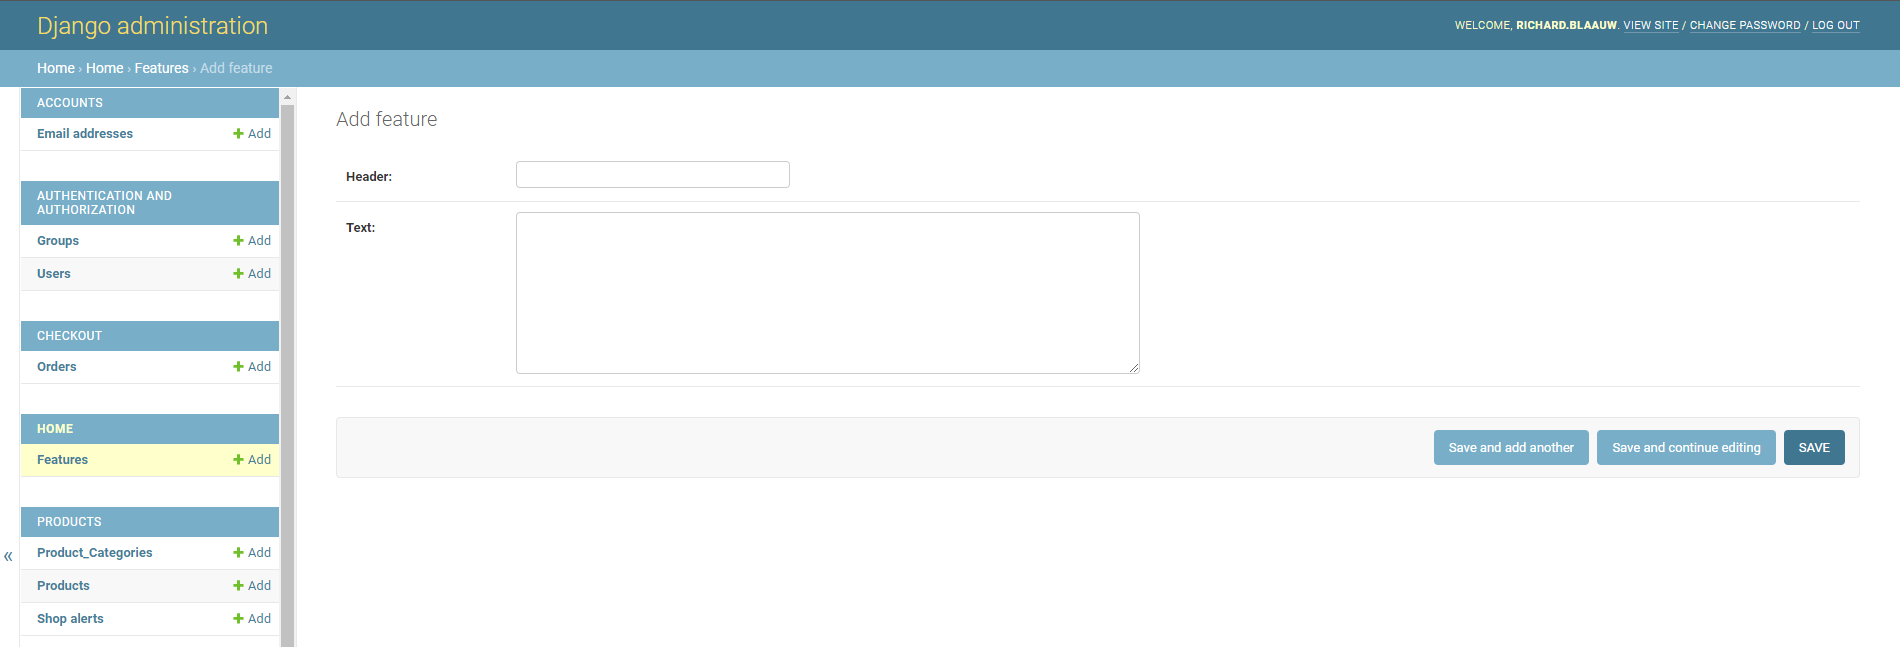 Django administration
WELCOME, RICHARD.BLAAUW. VIEW SITE / CHANGE PASSWORD / LOG OUT
Home › Home › Features › Add feature
ACCOUNTS
Email addresses + Add
AUTHENTICATION AND
AUTHORIZATION
Groups + Add
Users + Add
CHECKOUT
Orders + Add
HOME
Features + Add
PRODUCTS
Product_Categories + Add
Products + Add
Shop alerts + Add
«
Add feature
Header:
Text:
Save and add another
Save and continue editing
SAVE